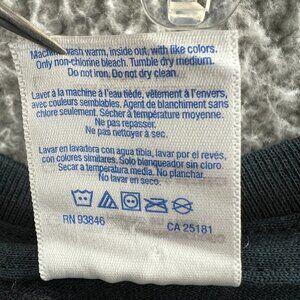 Machine wash warm, inside out, with like colors.
Only non-chlorine bleach. Tumble dry medium.
Do not iron. Do not dry clean.
Laver a la machine à l'eau tiède, vêtement à l'envers,
avec couleurs semblables. Agent de blanchiment sans
chlore seulement. Sécher à température moyenne.
Ne pas repasser.
Ne pas nettoyer à sec.
Lavar en lavadora con agua tibia, lavar por el revés,
con colores similares. Solo blanqueador sin cloro.
Secar a temperatura media. No planchar.
No lavar en seco.
RN 93846 CA 25181